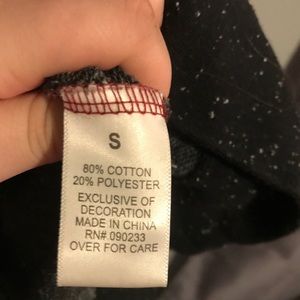 S
80% COTTON
20% POLYESTER
EXCLUSIVE OF
DECORATION
MADE IN CHINA
RN# 090233
OVER FOR CARE